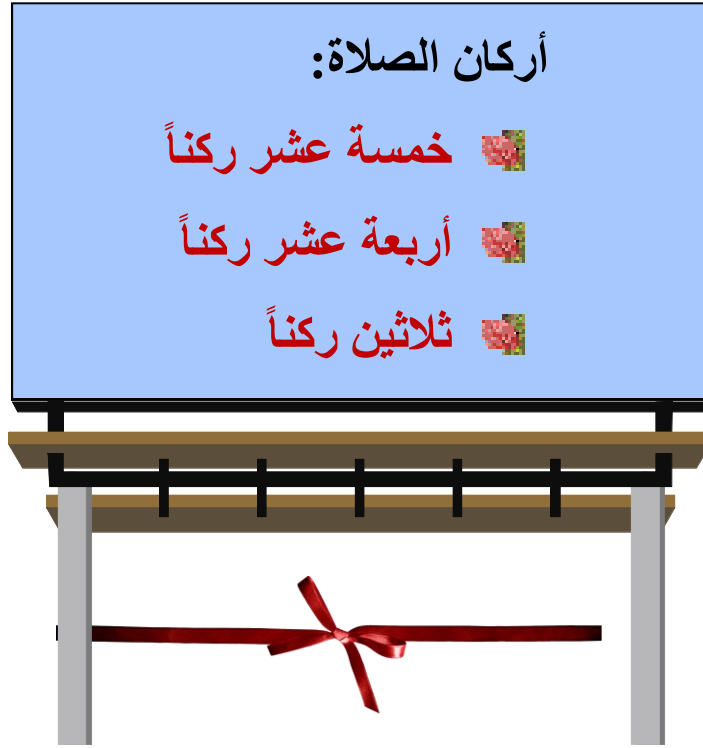 أركان الصلاة:
خمسة عشر ركناً
أربعة عشر ركناً
ثلاثين ركناً